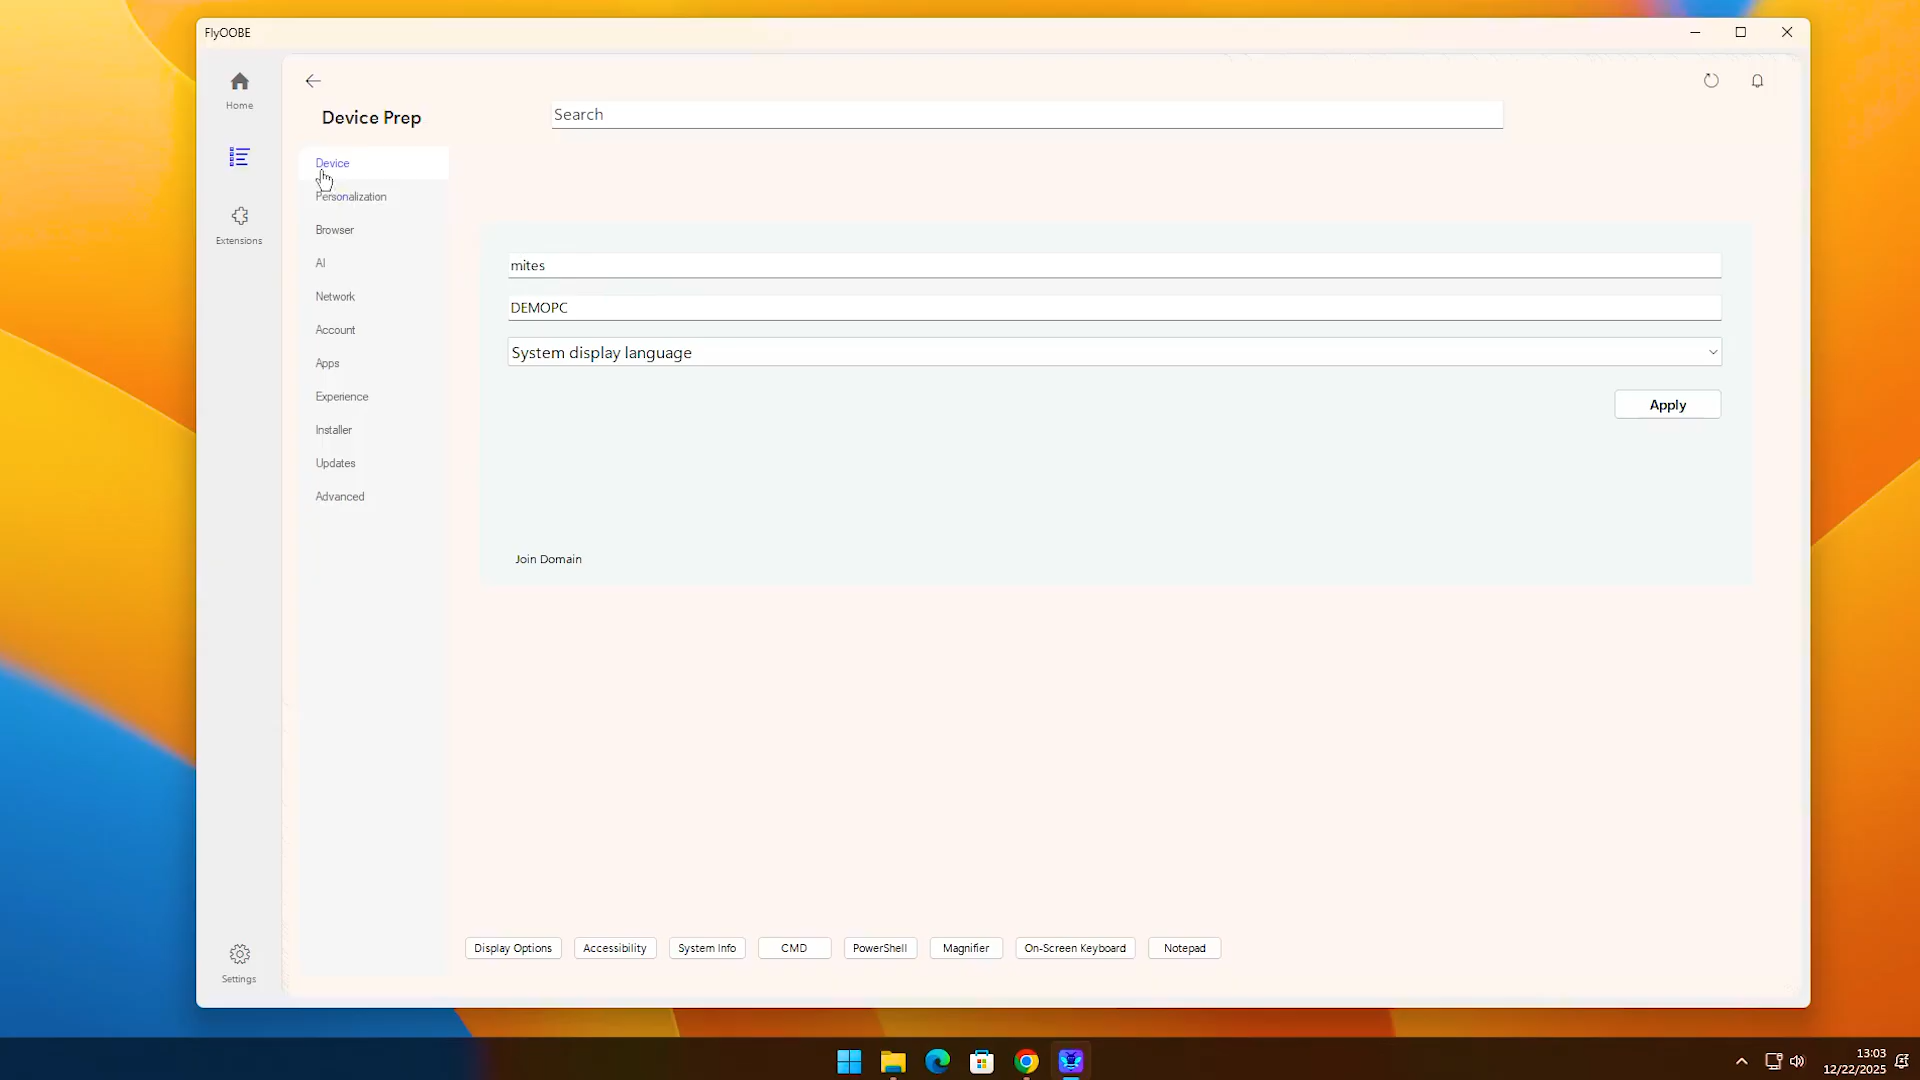 FlyOOBE
Home
Device Prep
Search
Device
Personalization
Extensions
Browser
AI
Network
Account
Apps
Experience
Installer
Updates
Advanced
mites
DEMOPC
System display language
Apply
Join Domain
Display Options
Accessibility
System Info
CMD
PowerShell
Magnifier
On-Screen Keyboard
Notepad
Settings
13:03
12/22/2025